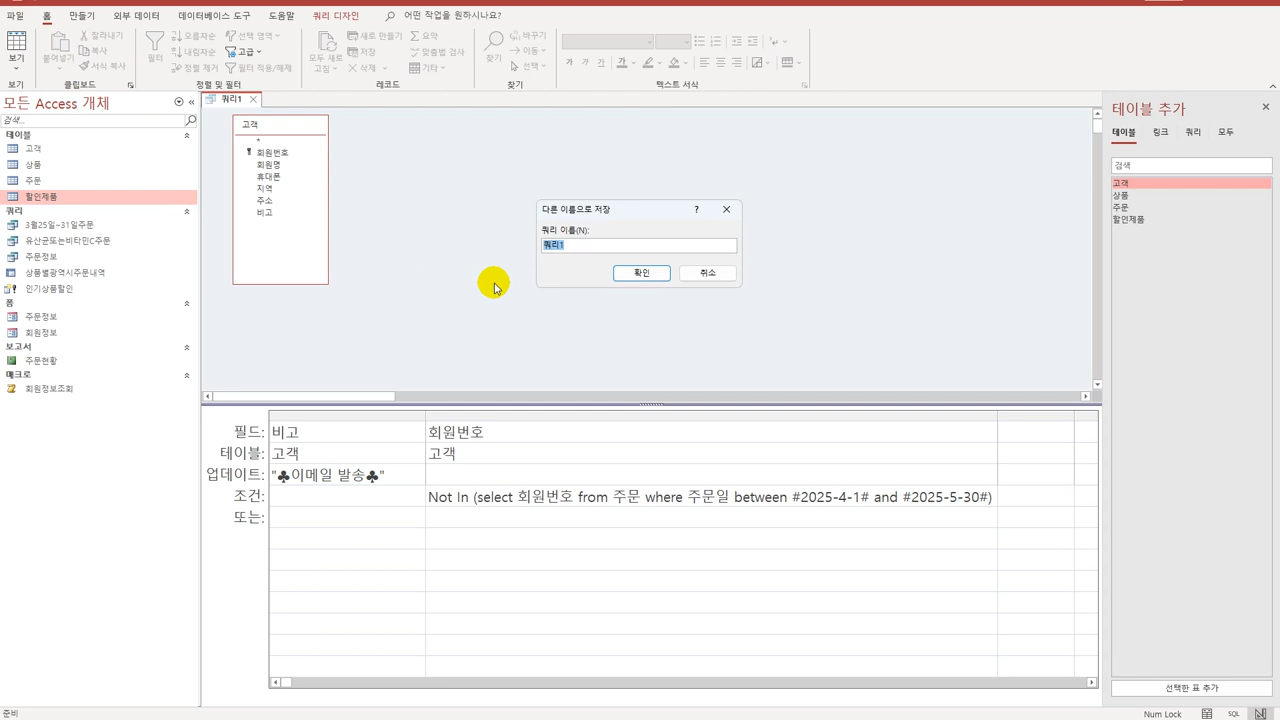 파일 홈 만들기 외부 데이터 데이터베이스 도구 도움말 쿼리 디자인 어떤 작업을 원하시나요?
보기 붙여넣기 잘라내기 복사 서식 복사
필터 오름차순 내림차순 정렬 제거 선택 영역 고급 필터 적용/해제
모두 새로 고침 새로 만들기 저장 삭제 요약 맞춤법 검사 기타
찾기 바꾸기 이동 선택
보기 클립보드 정렬 및 필터 레코드 찾기 텍스트 서식
모든 Access 개체
검색...
테이블
고객
상품
주문
할인제품
쿼리
3월25일~31일주문
유산균또는비타민C주문
주문정보
상품별광역시주문내역
인기상품할인
폼
주문정보
회원정보
보고서
주문현황
매크로
회원정보조회
쿼리1
고객
*
회원번호
회원명
휴대폰
지역
주소
비고
다른 이름으로 저장 ?
쿼리 이름(N):
쿼리1
확인 취소
필드: 비고 회원번호
테이블: 고객 고객
업데이트: "♣이메일 발송♣"
조건: Not In (select 회원번호 from 주문 where 주문일 between #2025-4-1# and #2025-5-30#)
또는:
테이블 추가
테이블 링크 쿼리 모두
검색
고객
상품
주문
할인제품
선택한 표 추가
준비 Num Lock SQL